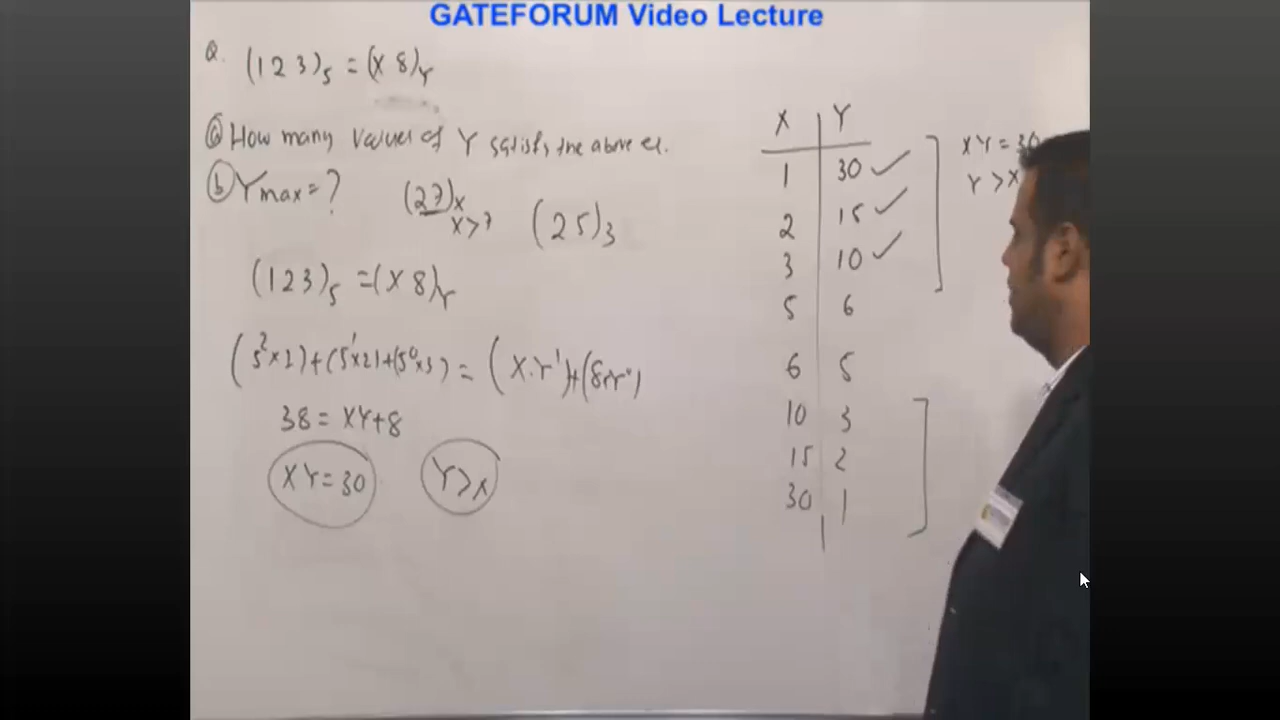 GATEFORUM Video Lecture
Q. (1 2 3)₅ = (X 8)Y
ⓐ How many values of Y satisfy the above
ⓑ Ymax = ?
(27)x
x > 7
(25)₃
(1 2 3)₅ = (X 8)Y
(5² × 1) + (5¹ × 2) + (5⁰ × 3) = (X.Y¹) + (8 × Y⁰)
38 = XY + 8
XY = 30
Y > X
X Y
1 30 ✓
2 15 ✓
3 10 ✓
5 6
6 5
10 3
15 2
30 1
XY = 30
Y > X